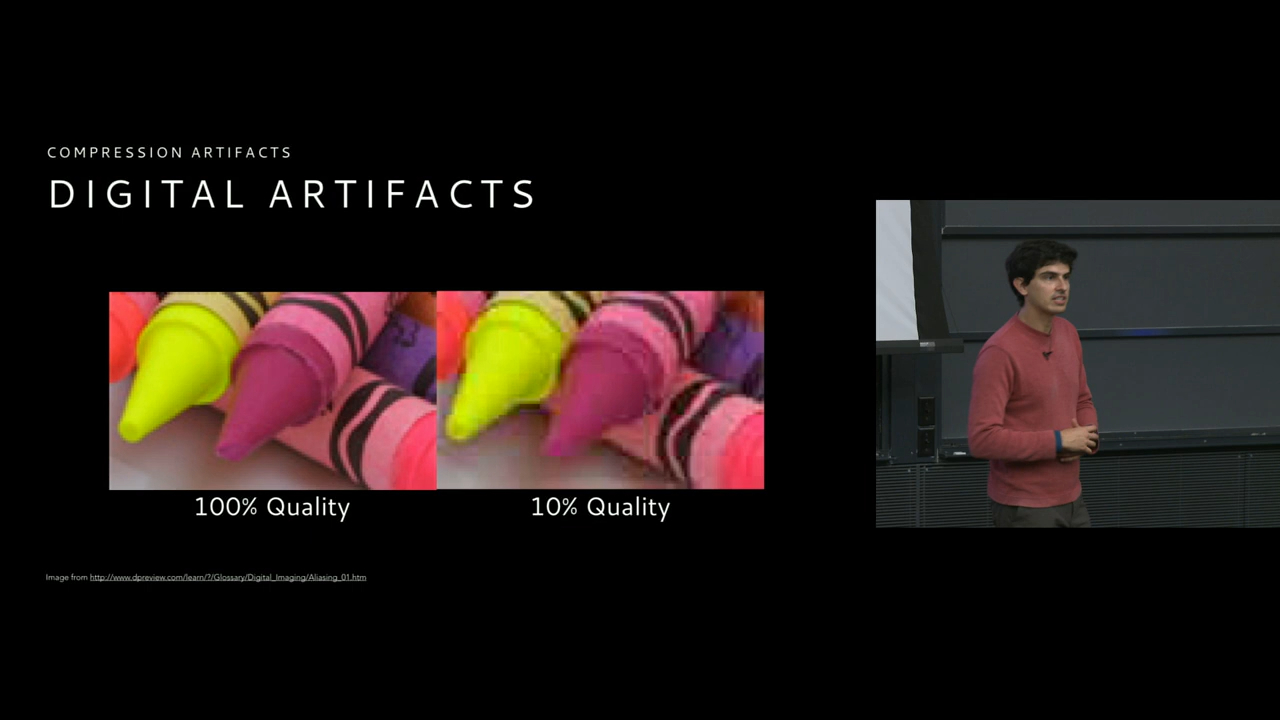 COMPRESSION ARTIFACTS
DIGITAL ARTIFACTS
100% Quality
10% Quality
Image from http://www.dpreview.com/learn/?/Glossary/Digital_Imaging/Aliasing_01.htm